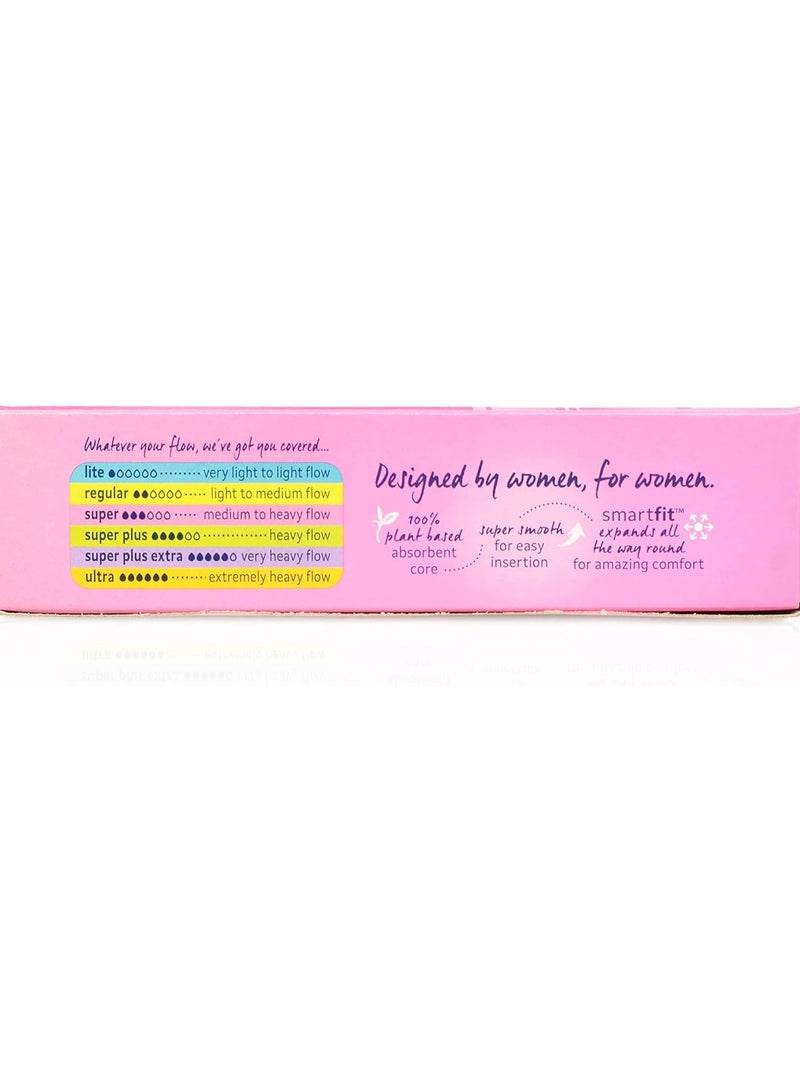 Whatever your flow, we've got you covered...
lite very light to light flow
regular light to medium flow
super medium to heavy flow
super plus heavy flow
super plus extra very heavy flow
ultra extremely heavy flow
Designed by women, for women.
100%
plant based
absorbent
core
super smooth
for easy
insertion
smartfit™
expands all
the way round
for amazing comfort